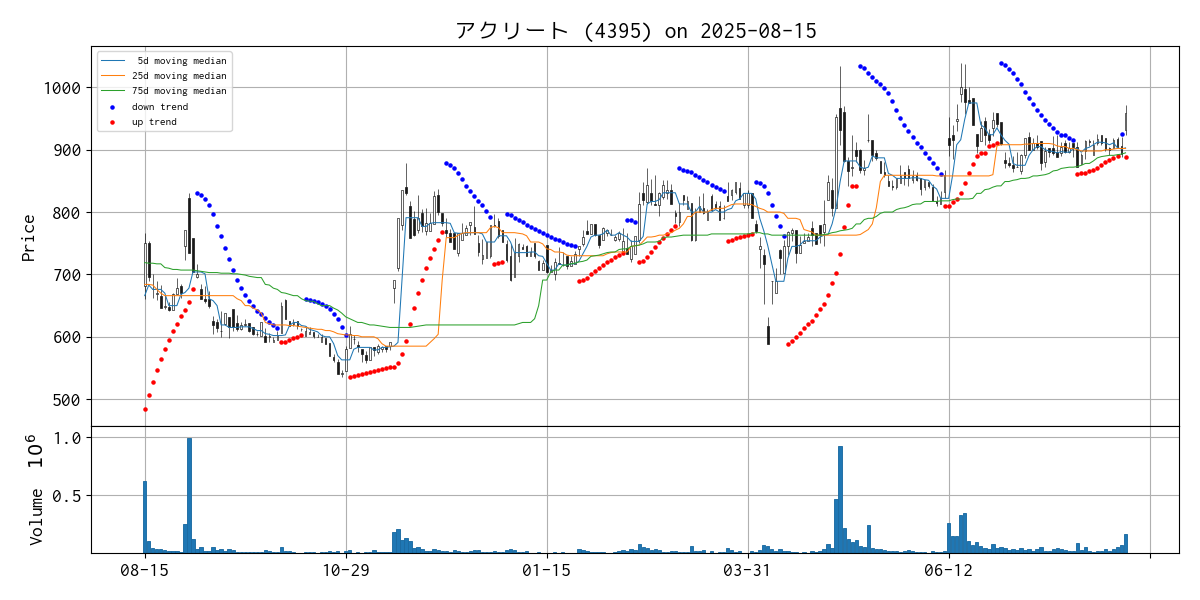 アクリート (4395) on 2025-08-15
5d moving median
25d moving median
75d moving median
down trend
up trend
Price
1000
900
800
700
600
500
Volume 10^6
1.0
0.5
08-15 10-29 01-15 03-31 06-12